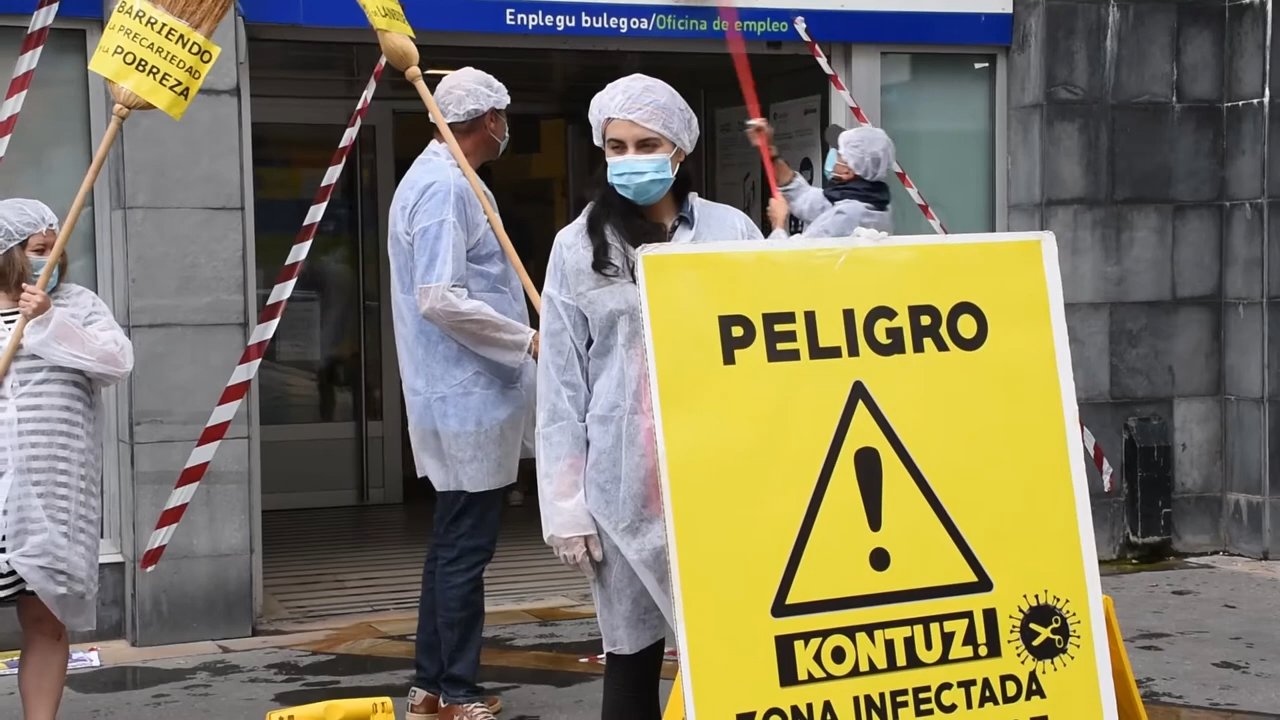 Enplegu bulegoa/Oficina de empleo
BARRIENDO
LA PRECARIEDAD
Y LA POBREZA
PELIGRO
KONTUZ!
ZONA INFECTADA